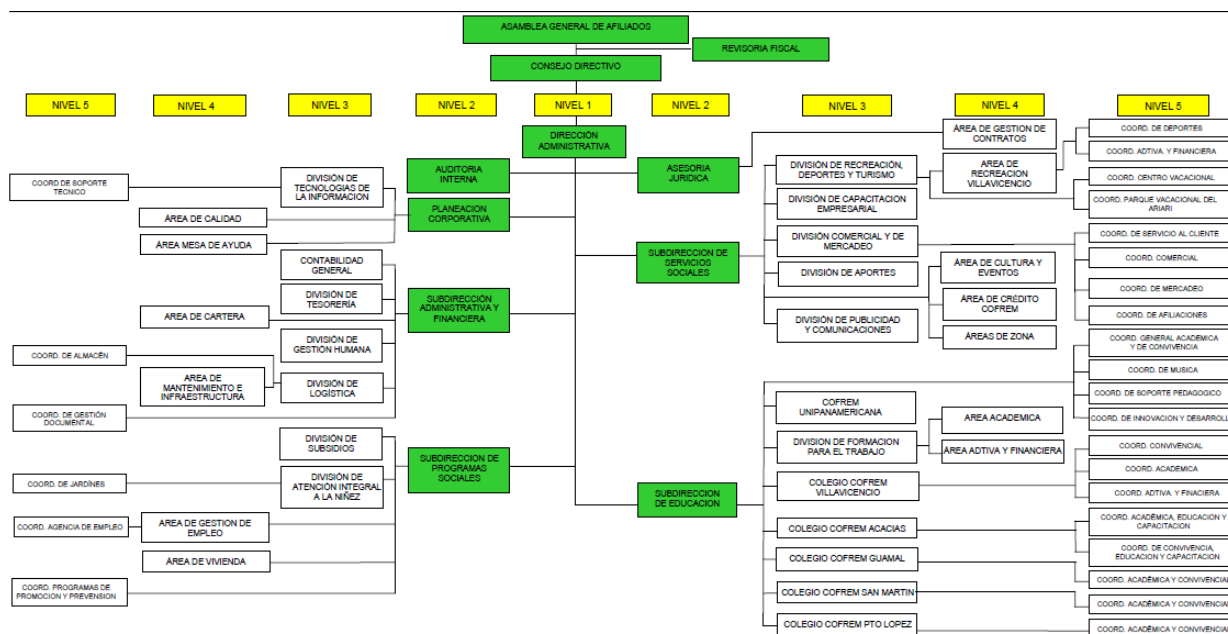 ASAMBLEA GENERAL DE AFILIADOS
REVISORIA FISCAL
CONSEJO DIRECTIVO
NIVEL 5
NIVEL 4
NIVEL 3
NIVEL 2
NIVEL 1
NIVEL 2
NIVEL 3
NIVEL 4
NIVEL 5
DIRECCIÓN
ADMINISTRATIVA
AUDITORIA
INTERNA
ASESORIA
JURIDICA
PLANEACION
CORPORATIVA
DIVISIÓN DE
TECNOLOGIAS DE
LA INFORMACION
COORD DE SOPORTE
TECNICO
ÁREA DE CALIDAD
ÁREA MESA DE AYUDA
SUBDIRECCIÓN
ADMINISTRATIVA Y
FINANCIERA
CONTABILIDAD
GENERAL
DIVISIÓN DE
TESORERÍA
AREA DE CARTERA
DIVISIÓN DE
GESTIÓN HUMANA
COORD. DE ALMACÉN
AREA DE
MANTENIMIENTO E
INFRAESTRUCTURA
DIVISIÓN DE
LOGÍSTICA
COORD. DE GESTIÓN
DOCUMENTAL
SUBDIRECCION DE
PROGRAMAS
SOCIALES
DIVISIÓN DE
SUBSIDIOS
DIVISIÓN DE
ATENCIÓN INTEGRAL
A LA NIÑEZ
COORD. DE JARDÍNES
COORD. AGENCIA DE EMPLEO
AREA DE GESTION DE
EMPLEO
ÁREA DE VIVIENDA
COORD. PROGRAMAS DE
PROMOCION Y PREVENSION
ÁREA DE GESTION DE
CONTRATOS
SUBDIRECCION DE
SERVICIOS
SOCIALES
DIVISIÓN DE RECREACIÓN,
DEPORTES Y TURISMO
AREA DE
RECREACION
VILLAVICENCIO
COORD. DE DEPORTES
COORD. ADTIVA. Y FINANCIERA
COORD. CENTRO VACACIONAL
COORD. PARQUE VACACIONAL DEL
ARIARI
DIVISIÓN DE CAPACITACION
EMPRESARIAL
DIVISIÓN COMERCIAL Y DE
MERCADEO
COORD. DE SERVICIO AL CLIENTE
COORD. COMERCIAL
COORD. DE MERCADEO
COORD. DE AFILIACIONES
DIVISIÓN DE APORTES
ÁREA DE CULTURA Y
EVENTOS
ÁREA DE CRÉDITO
COFREM
ÁREAS DE ZONA
DIVISIÓN DE PUBLICIDAD
Y COMUNICACIONES
SUBDIRECCION
DE EDUCACION
COORD. GENERAL ACADEMICA
Y DE CONVIVENCIA
COORD. DE MUSICA
COORD. DE SOPORTE PEDAGOGICO
COORD. DE INNOVACION Y DESARROLL
COFREM
UNIPANAMERICANA
DIVISION DE FORMACION
PARA EL TRABAJO
AREA ACADEMICA
ÁREA ADTIVA Y FINANCIERA
COLEGIO COFREM
VILLAVICENCIO
COORD. CONVIVENCIAL
COORD. ACADEMICA
COORD. ADTIVA. Y FINACIERA
COLEGIO COFREM ACACIAS
COORD. ACADÉMICA, EDUCACION Y
CAPACITACION
COORD. DE CONVIVENCIA,
EDUCACION Y CAPACITACIÓN
COLEGIO COFREM GUAMAL
COORD. ACADÉMICA Y CONVIVENCIAL
COLEGIO COFREM SAN MARTIN
COORD. ACADÉMICA Y CONVIVENCIAL
COLEGIO COFREM PTO LOPEZ
COORD. ACADÉMICA Y CONVIVENCIAL